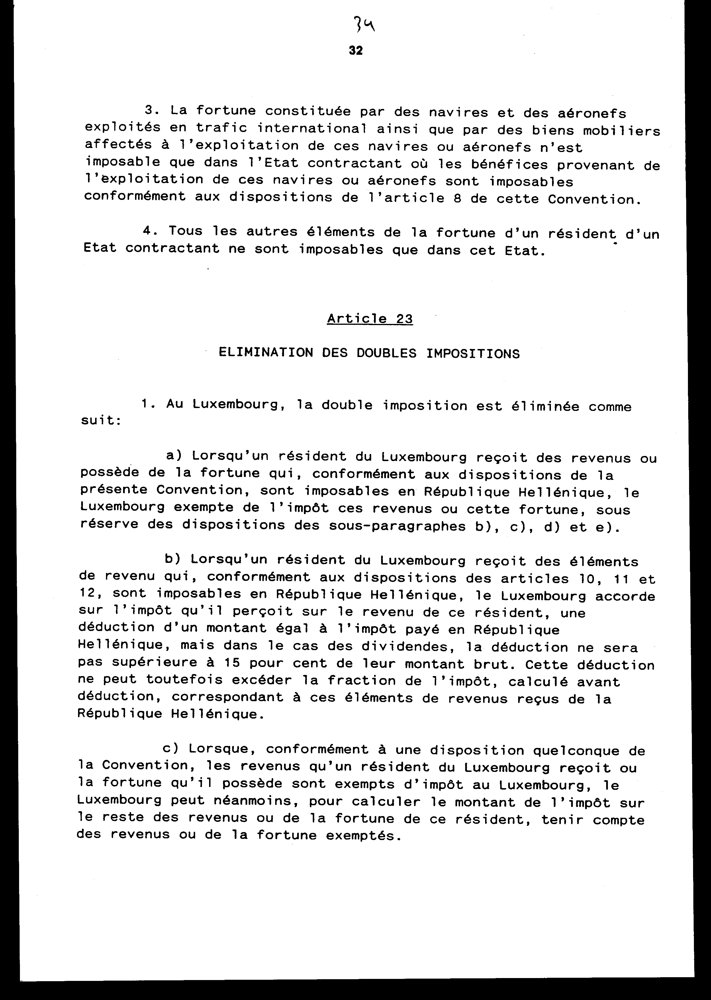 34
32
3. La fortune constituée par des navires et des aéronefs
exploités en trafic international ainsi que par des biens mobiliers
affectés à l'exploitation de ces navires ou aéronefs n'est
imposable que dans l'Etat contractant où les bénéfices provenant de
l'exploitation de ces navires ou aéronefs sont imposables
conformément aux dispositions de l'article 8 de cette Convention.
4. Tous les autres éléments de la fortune d'un résident d'un
Etat contractant ne sont imposables que dans cet Etat.
Article 23
ELIMINATION DES DOUBLES IMPOSITIONS
1. Au Luxembourg, la double imposition est éliminée comme
suit:
a) Lorsqu'un résident du Luxembourg reçoit des revenus ou
possède de la fortune qui, conformément aux dispositions de la
présente Convention, sont imposables en République Hellénique, le
Luxembourg exempte de l'impôt ces revenus ou cette fortune, sous
réserve des dispositions des sous-paragraphes b), c), d) et e).
b) Lorsqu'un résident du Luxembourg reçoit des éléments
de revenu qui, conformément aux dispositions des articles 10, 11 et
12, sont imposables en République Hellénique, le Luxembourg accorde
sur l'impôt qu'il perçoit sur le revenu de ce résident, une
déduction d'un montant égal à l'impôt payé en République
Hellénique, mais dans le cas des dividendes, la déduction ne sera
pas supérieure à 15 pour cent de leur montant brut. Cette déduction
ne peut toutefois excéder la fraction de l'impôt, calculé avant
déduction, correspondant à ces éléments de revenus reçus de la
République Hellénique.
c) Lorsque, conformément à une disposition quelconque de
la Convention, les revenus qu'un résident du Luxembourg reçoit ou
la fortune qu'il possède sont exempts d'impôt au Luxembourg, le
Luxembourg peut néanmoins, pour calculer le montant de l'impôt sur
le reste des revenus ou de la fortune de ce résident, tenir compte
des revenus ou de la fortune exemptés.